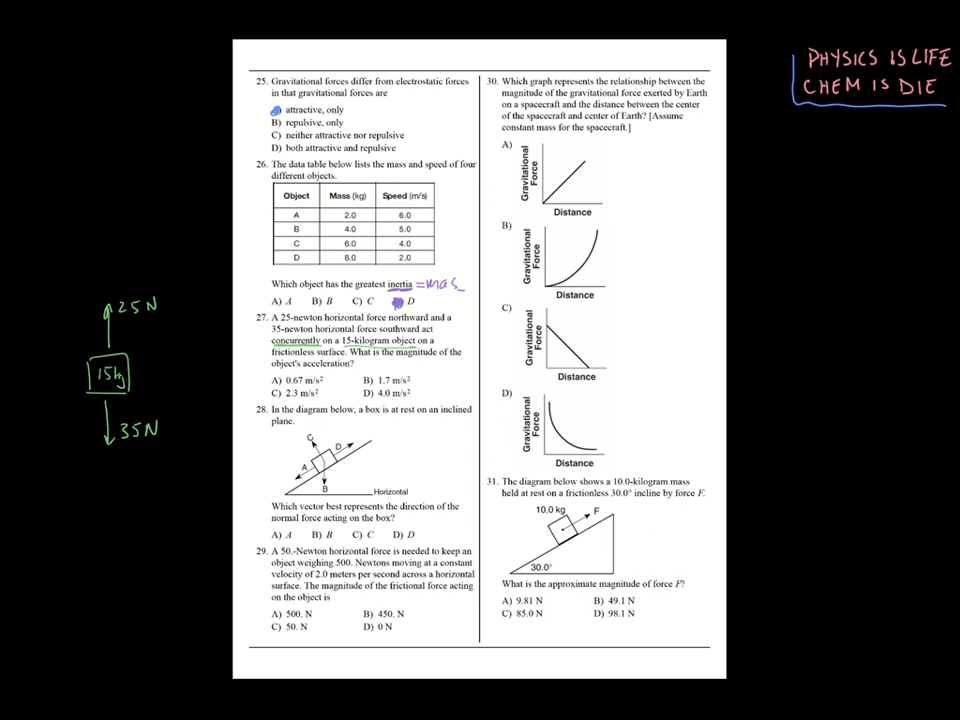 PHYSICS IS LIFE
CHEM IS DIE
25 N
15kg
35N
25. Gravitational forces differ from electrostatic forces
in that gravitational forces are
attractive, only
B) repulsive, only
C) neither attractive nor repulsive
D) both attractive and repulsive
26. The data table below lists the mass and speed of four
different objects.
Object Mass (kg) Speed (m/s)
A 2.0 6.0
B 4.0 5.0
C 6.0 4.0
D 8.0 2.0
Which object has the greatest inertia =mas
A) A B) B C) C D
27. A 25-newton horizontal force northward and a
35-newton horizontal force southward act
concurrently on a 15-kilogram object on a
frictionless surface. What is the magnitude of the
object's acceleration?
A) 0.67 m/s² B) 1.7 m/s²
C) 2.3 m/s² D) 4.0 m/s²
28. In the diagram below, a box is at rest on an inclined
plane.
C
D
A
B
Horizontal
Which vector best represents the direction of the
normal force acting on the box?
A) A B) B C) C D) D
29. A 50.-Newton horizontal force is needed to keep an
object weighing 500. Newtons moving at a constant
velocity of 2.0 meters per second across a horizontal
surface. The magnitude of the frictional force acting
on the object is
A) 500. N B) 450. N
C) 50. N D) 0 N
30. Which graph represents the relationship between the
magnitude of the gravitational force exerted by Earth
on a spacecraft and the distance between the center
of the spacecraft and center of Earth? [Assume
constant mass for the spacecraft.]
A)
Gravitational
Force
Distance
B)
Gravitational
Force
Distance
C)
Gravitational
Force
Distance
D)
Gravitational
Force
Distance
31. The diagram below shows a 10.0-kilogram mass
held at rest on a frictionless 30.0° incline by force F.
10.0 kg
F
30.0°
What is the approximate magnitude of force F?
A) 9.81 N B) 49.1 N
C) 85.0 N D) 98.1 N